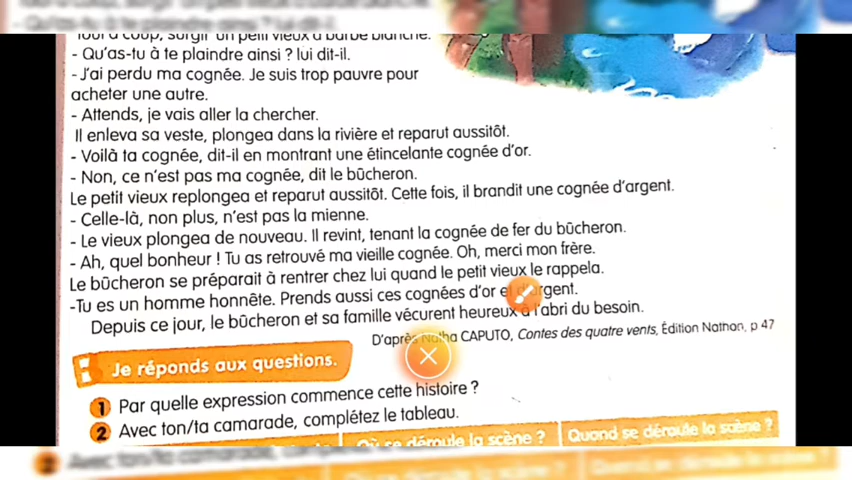 Tout à coup, surgit un petit vieux à barbe blanche.
- Qu'as-tu à te plaindre ainsi ? lui dit-il.
- J'ai perdu ma cognée. Je suis trop pauvre pour
acheter une autre.
- Attends, je vais aller la chercher.
Il enleva sa veste, plongea dans la rivière et reparut aussitôt.
- Voilà ta cognée, dit-il en montrant une étincelante cognée d'or.
- Non, ce n'est pas ma cognée, dit le bûcheron.
Le petit vieux replongea et reparut aussitôt. Cette fois, il brandit une cognée d'argent.
- Celle-là, non plus, n'est pas la mienne.
- Le vieux plongea de nouveau. Il revint, tenant la cognée de fer du bûcheron.
- Ah, quel bonheur ! Tu as retrouvé ma vieille cognée. Oh, merci mon frère.
Le bûcheron se préparait à rentrer chez lui quand le petit vieux le rappela.
-Tu es un homme honnête. Prends aussi ces cognées d'or et d'argent.
Depuis ce jour, le bûcheron et sa famille vécurent heureux à l'abri du besoin.
D'après Natha CAPUTO, Contes des quatre vents, Édition Nathan, p 47
Je réponds aux questions.
1 Par quelle expression commence cette histoire ?
2 Avec ton/ta camarade, complétez le tableau.
Où se déroule la scène ? Quand se déroule la scène ?